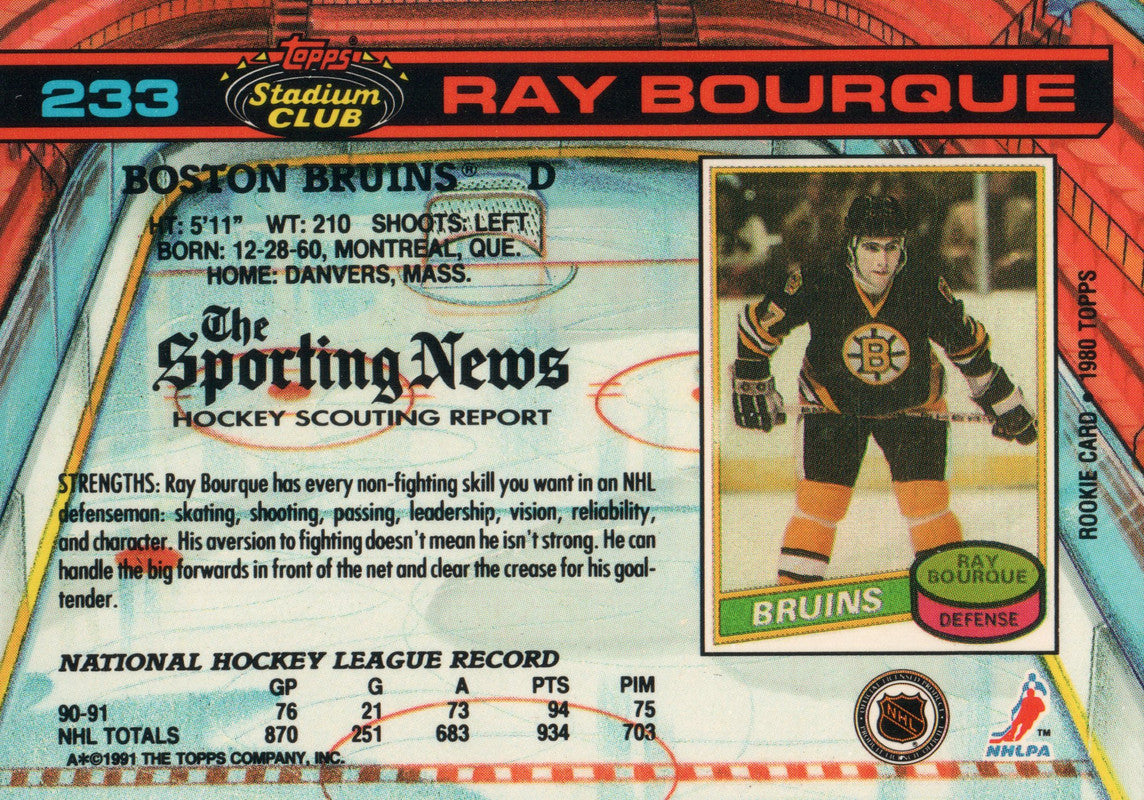 233
Topps®
Stadium
CLUB
RAY BOURQUE
BOSTON BRUINS® D
HT: 5'11" WT: 210 SHOOTS: LEFT
BORN: 12-28-60, MONTREAL, QUE.
HOME: DANVERS, MASS.
The
Sporting News
HOCKEY SCOUTING REPORT
STRENGTHS: Ray Bourque has every non-fighting skill you want in an NHL
defenseman: skating, shooting, passing, leadership, vision, reliability,
and character. His aversion to fighting doesn't mean he isn't strong. He can
handle the big forwards in front of the net and clear the crease for his goal-
tender.
NATIONAL HOCKEY LEAGUE RECORD
GP G A PTS PIM
90-91 76 21 73 94 75
NHL TOTALS 870 251 683 934 703
A*©1991 THE TOPPS COMPANY, INC.
7
B
BRUINS
RAY
BOURQUE
DEFENSE
ROOKIE CARD • 1980 TOPPS
OFFICIAL LICENSED PRODUCT
NHL
®
NHLPA
TM